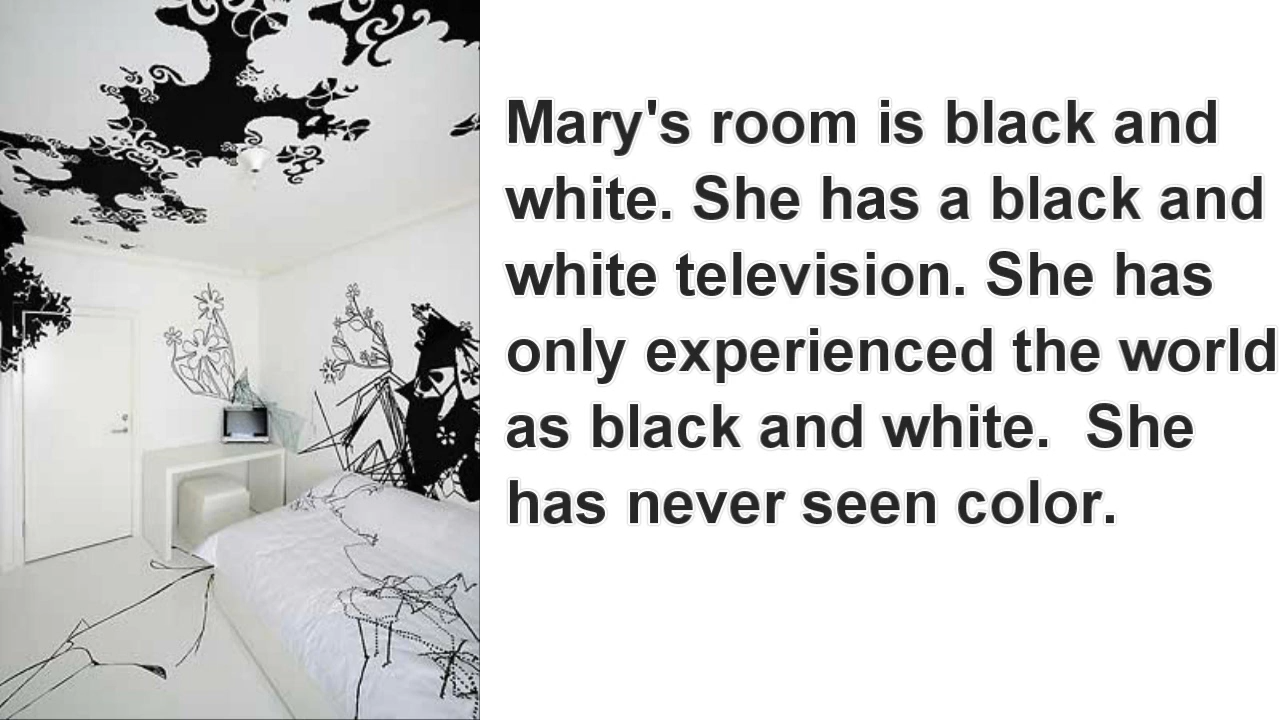 Mary's room is black and
white. She has a black and
white television. She has
only experienced the world
as black and white.  She
has never seen color.